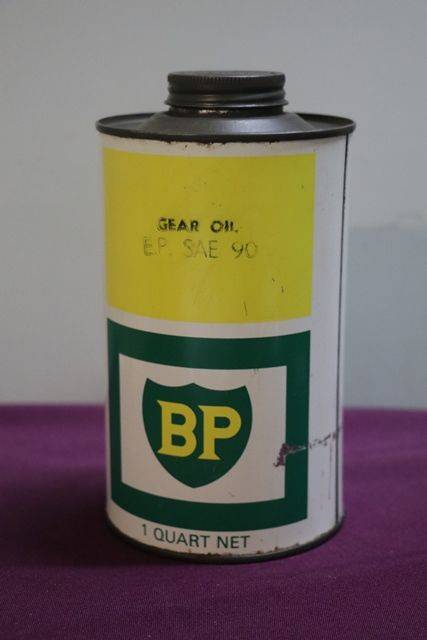 GEAR OIL.
E.P. SAE 90
BP
1 QUART NET